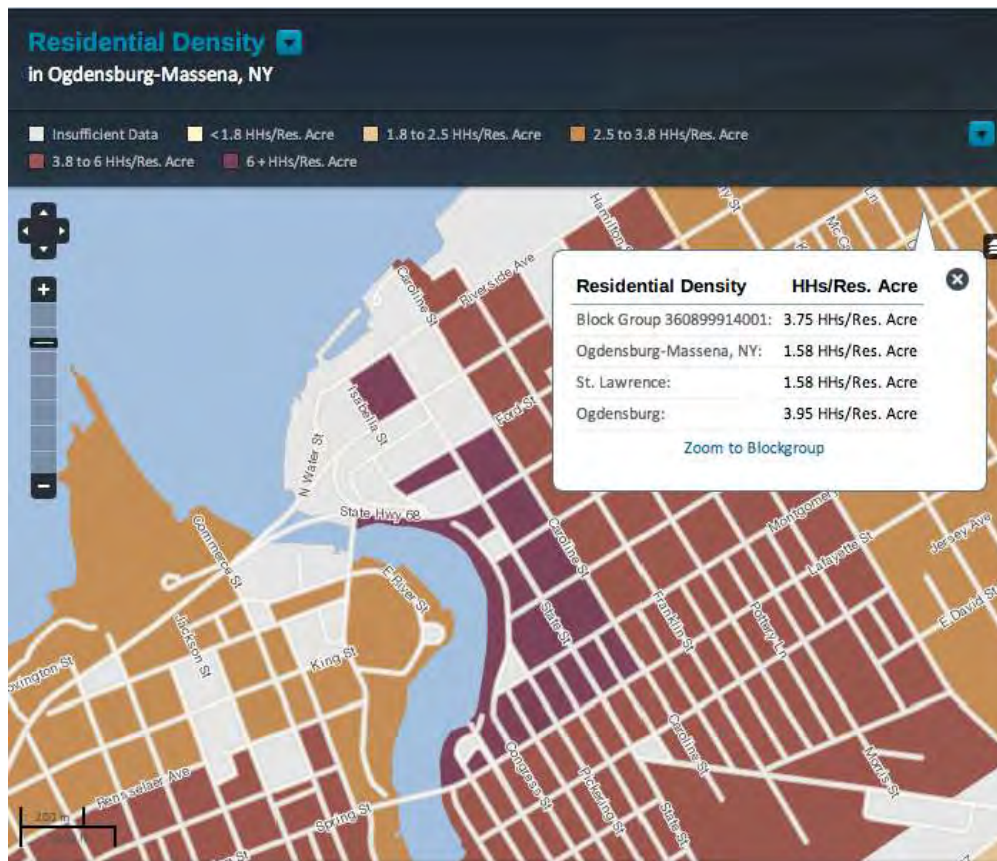 Residential Density
in Ogdensburg-Massena, NY
Insufficient Data
<1.8 HHs/Res. Acre
1.8 to 2.5 HHs/Res. Acre
2.5 to 3.8 HHs/Res. Acre
3.8 to 6 HHs/Res. Acre
6 + HHs/Res. Acre
Residential Density HHs/Res. Acre
Block Group 360899914001: 3.75 HHs/Res. Acre
Ogdensburg-Massena, NY: 1.58 HHs/Res. Acre
St. Lawrence: 1.58 HHs/Res. Acre
Ogdensburg: 3.95 HHs/Res. Acre
Zoom to Blockgroup
Hamilton
Caroline St
Riverside Ave
Isabella St
Ford St
N Water St
State Hwy 68
Commerce St
E River St
Caroline St
Montgomer
Lafayette St
Jersey Ave
E David St
State St
Franklin St
Pottery Ln
Jackson St
King St
Rensselaer Ave
Spring St
Congress St
Pickering St
Caroline St
State St
Morris St
200 m